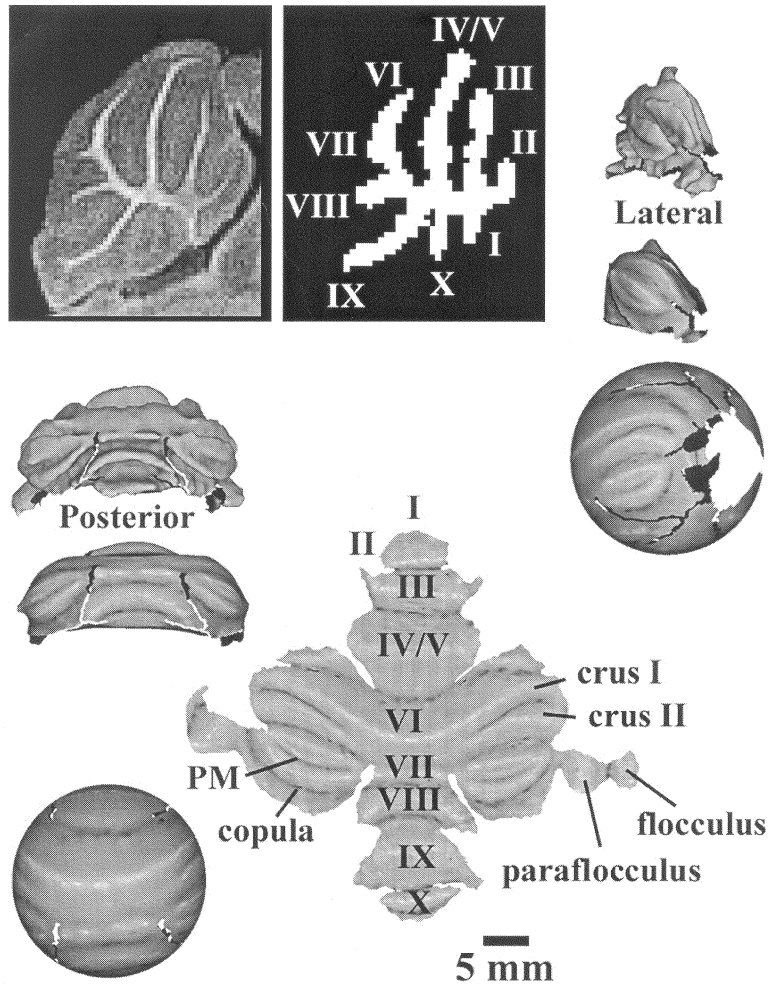 IV/V
VI
III
VII
II
VIII
I
X
IX
Lateral
Posterior
I
II
III
IV/V
crus I
VI
crus II
PM
VII
VIII
copula
flocculus
IX
paraflocculus
X
5 mm